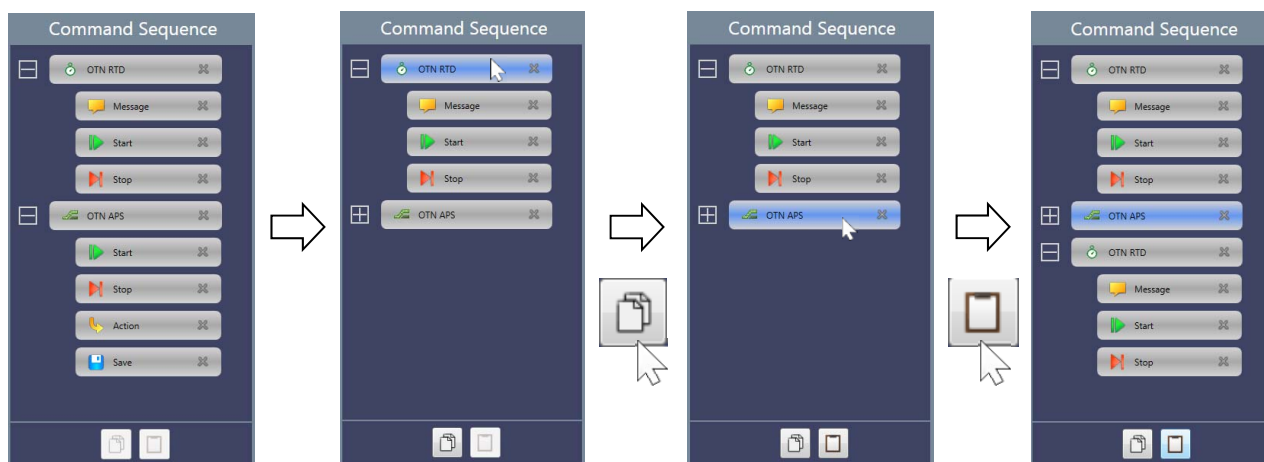 Command Sequence
OTN RTD
Message
Start
Stop
OTN APS
Start
Stop
Action
Save
Command Sequence
OTN RTD
Message
Start
Stop
OTN APS
Command Sequence
OTN RTD
Message
Start
Stop
OTN APS
Command Sequence
OTN RTD
Message
Start
Stop
OTN APS
OTN RTD
Message
Start
Stop